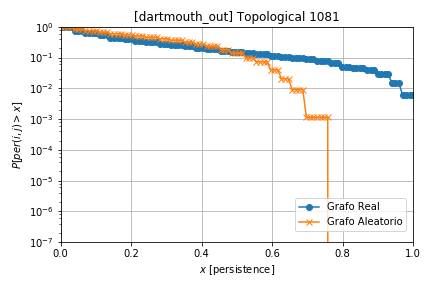 [dartmouth_out] Topological 1081
P[per(i, j) > x]
10^0
10^-1
10^-2
10^-3
10^-4
10^-5
10^-6
10^-7
Grafo Real
Grafo Aleatorio
0.0 0.2 0.4 0.6 0.8 1.0
x [persistence]